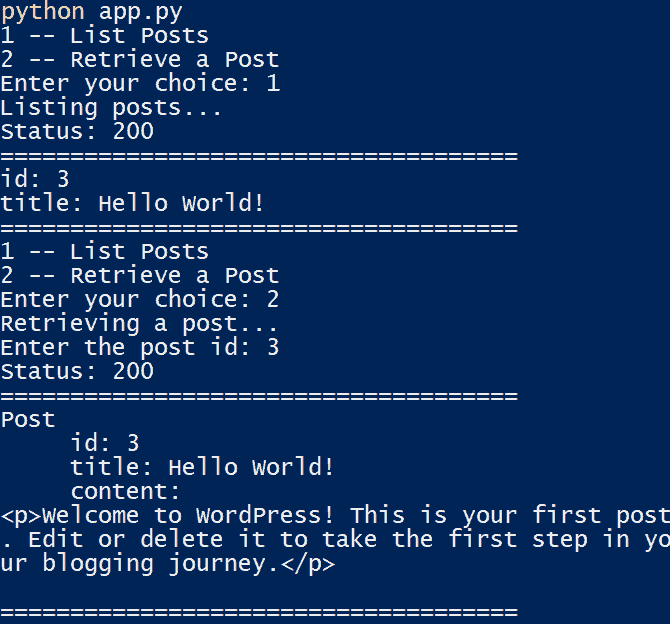 python app.py
1 -- List Posts
2 -- Retrieve a Post
Enter your choice: 1
Listing posts...
Status: 200
=====================================
id: 3
title: Hello World!
=====================================
1 -- List Posts
2 -- Retrieve a Post
Enter your choice: 2
Retrieving a post...
Enter the post id: 3
Status: 200
=====================================
Post
     id: 3
     title: Hello World!
     content:
<p>Welcome to WordPress! This is your first post
. Edit or delete it to take the first step in yo
ur blogging journey.</p>

=====================================